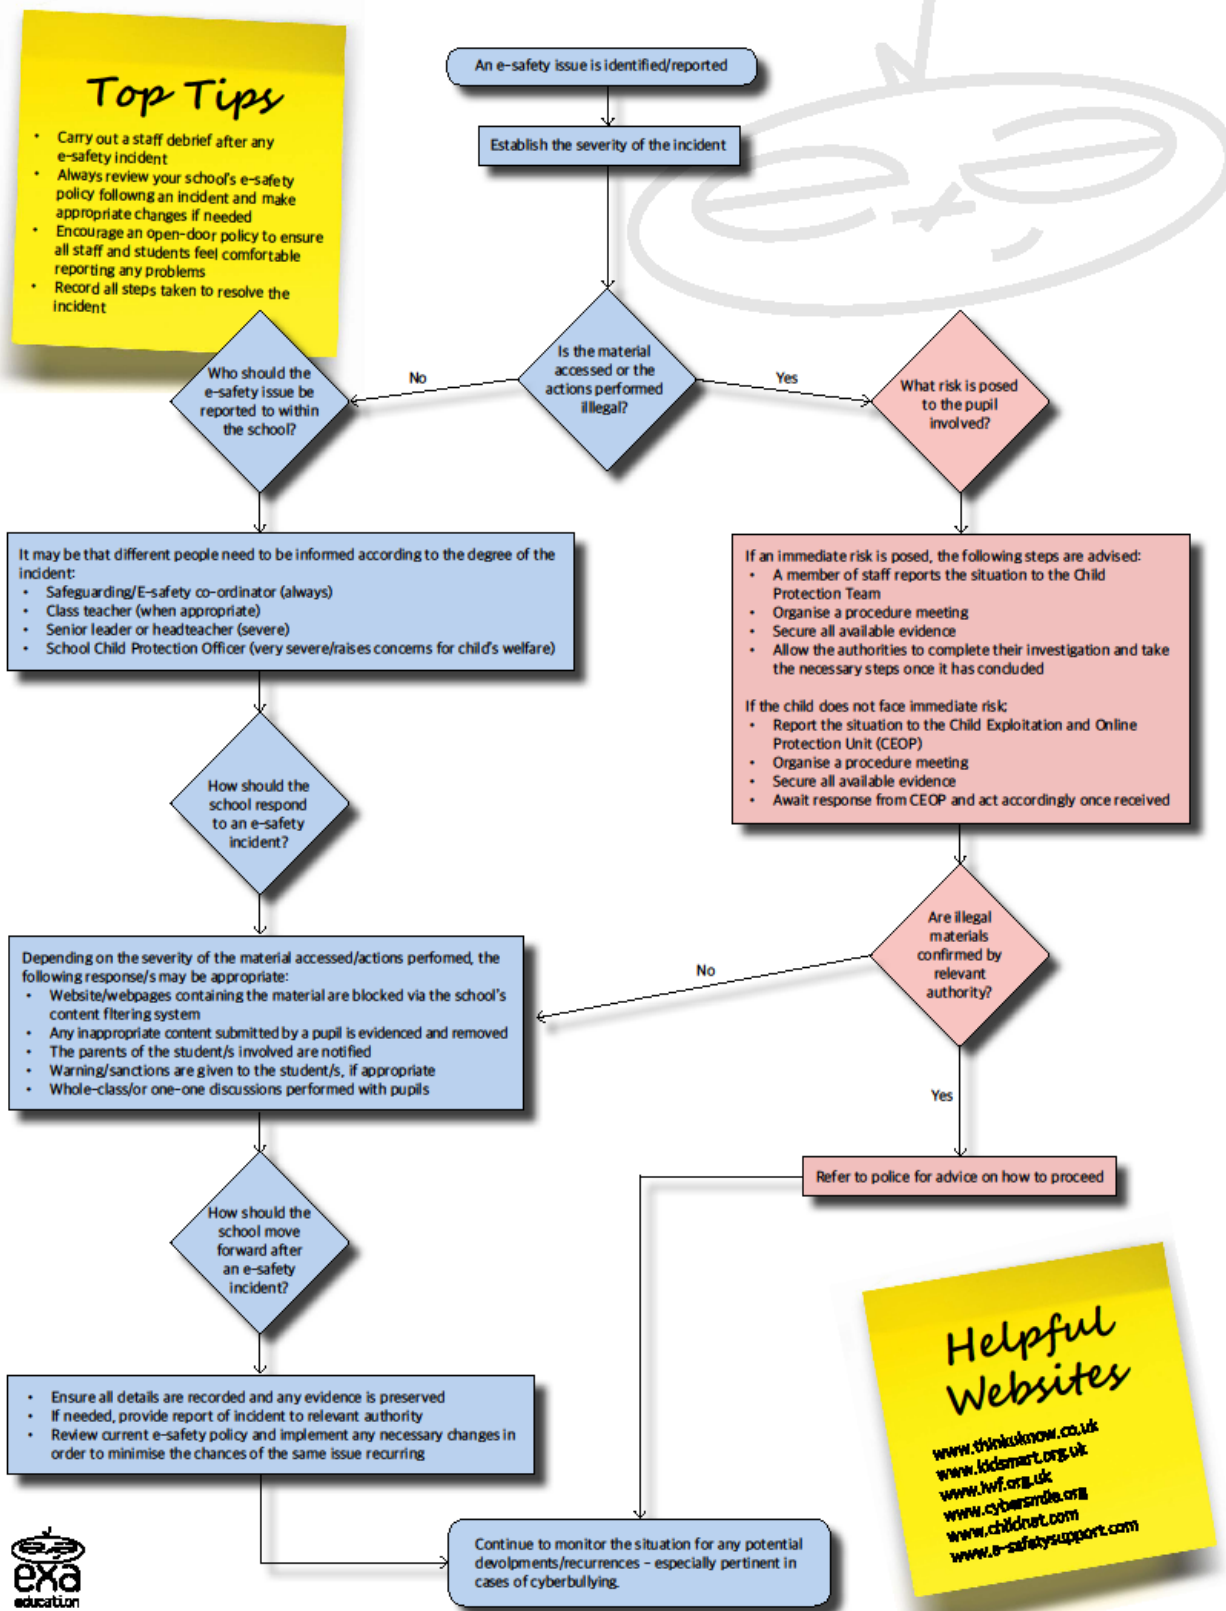 Top Tips
• Carry out a staff debrief after any
e-safety incident
• Always review your school's e-safety
policy followng an incident and make
appropriate changes if needed
• Encourage an open-door policy to ensure
all staff and students feel comfortable
reporting any problems
• Record all steps taken to resolve the
incident
An e-safety issue is identified/reported
Establish the severity of the incident
Is the material
accessed or the
actions performed
illlegal?
No
Yes
Who should the
e-safety issue be
reported to within
the school?
What risk is posed
to the pupil
involved?
It may be that different people need to be informed according to the degree of the
incident:
• Safeguarding/E-safety co-ordinator (always)
• Class teacher (when appropriate)
• Senior leader or headteacher (severe)
• School Child Protection Officer (very severe/raises concerns for child's welfare)
If an immediate risk is posed, the following steps are advised:
• A member of staff reports the situation to the Child
Protection Team
• Organise a procedure meeting
• Secure all available evidence
• Allow the authorities to complete their investigation and take
the necessary steps once it has concluded
If the child does not face immediate risk:
• Report the situation to the Child Exploitation and Online
Protection Unit (CEOP)
• Organise a procedure meeting
• Secure all available evidence
• Await response from CEOP and act accordingly once received
How should the
school respond
to an e-safety
incident?
Are illegal
materials
confirmed by
relevant
authority?
No
Yes
Depending on the severity of the material accessed/actions perfomed, the
following response/s may be appropriate:
• Website/webpages containing the material are blocked via the school's
content fltering system
• Any inappropriate content submitted by a pupil is evidenced and removed
• The parents of the student/s involved are notified
• Warning/sanctions are given to the student/s, if appropriate
• Whole-class/or one-one discussions performed with pupils
Refer to police for advice on how to proceed
How should the
school move
forward after
an e-safety
incident?
• Ensure all details are recorded and any evidence is preserved
• If needed, provide report of incident to relevant authority
• Review current e-safety policy and implement any necessary changes in
order to minimise the chances of the same issue recurring
Continue to monitor the situation for any potential
devolpments/recurrences – especially pertinent in
cases of cyberbullying.
Helpful
Websites
www.thinkuknow.co.uk
www.kidsmart.org.uk
www.iwf.org.uk
www.cybersmile.org
www.childnet.com
www.e-safetysupport.com
exa
education